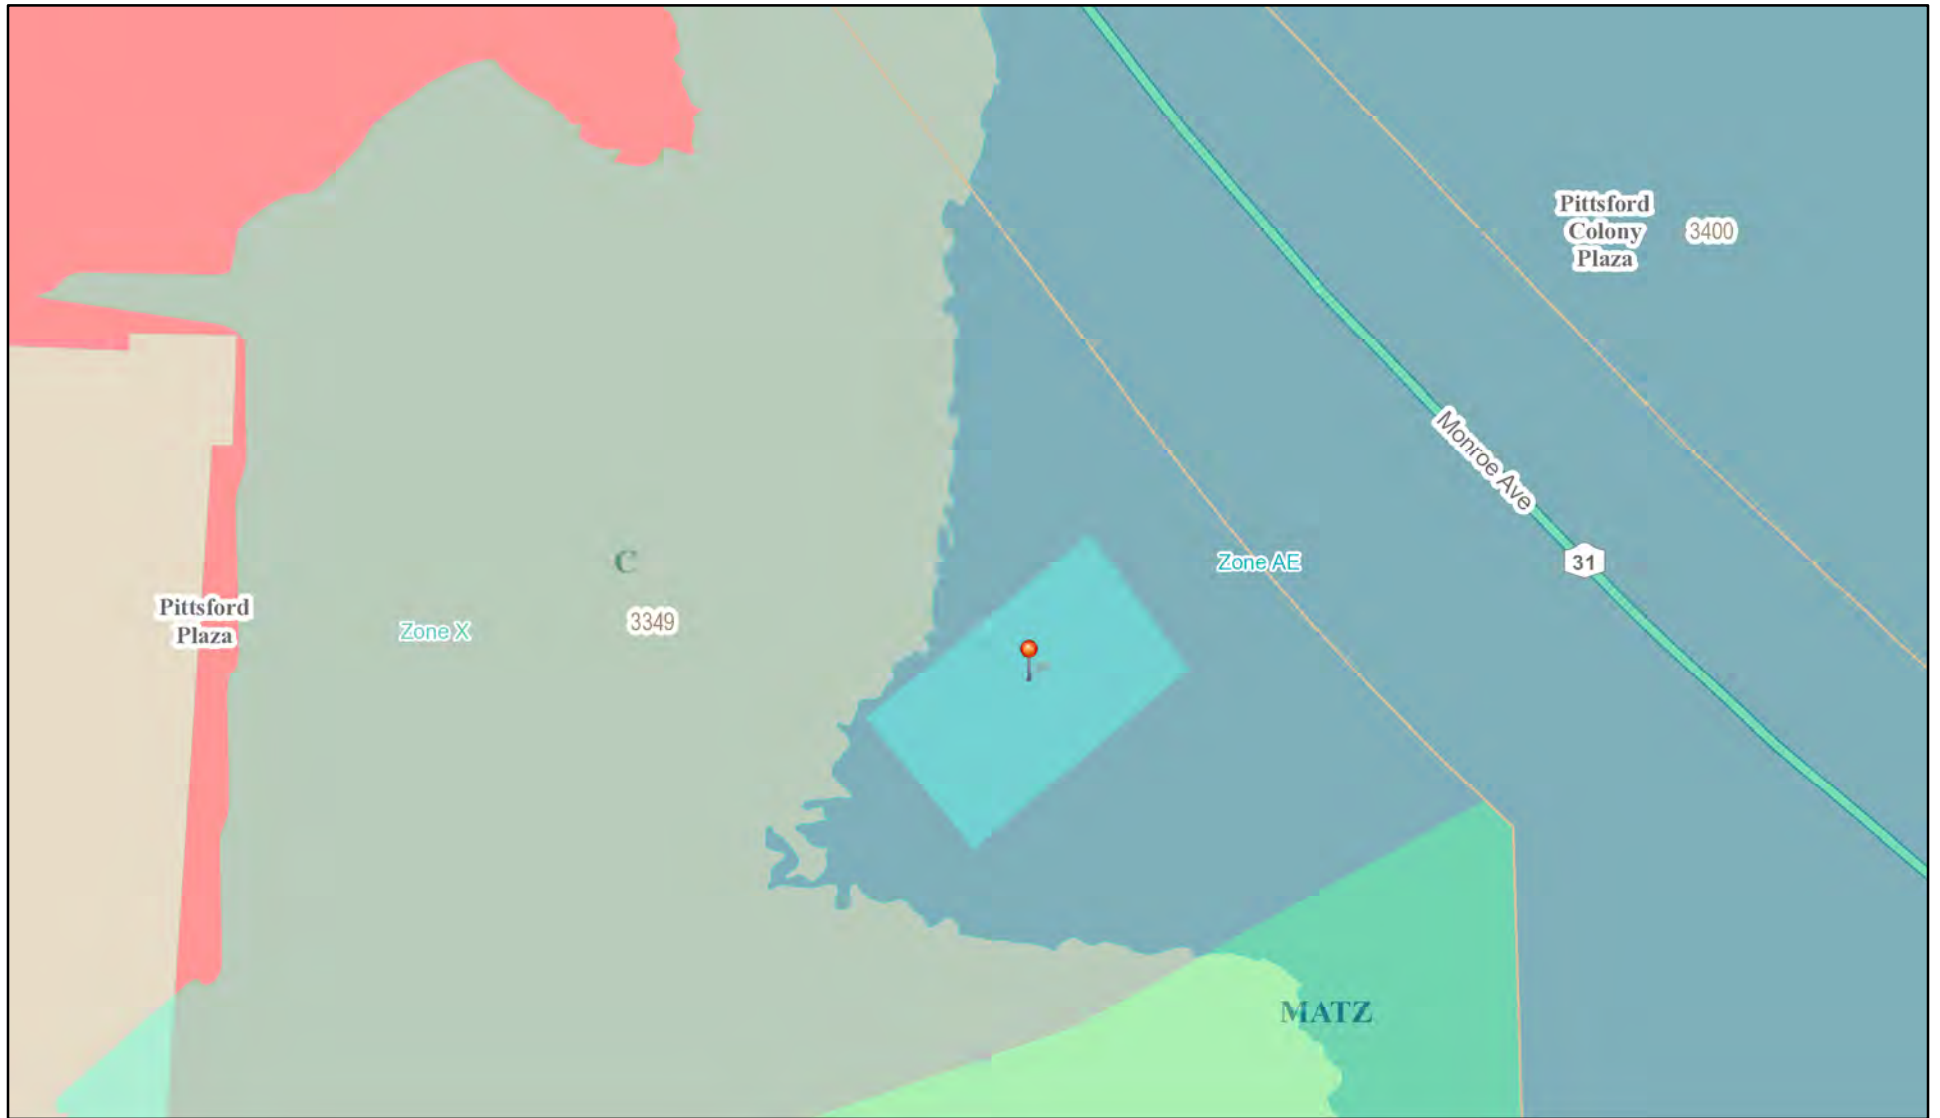 Pittsford
Colony
Plaza
3400
Monroe Ave
31
Zone AE
C
Pittsford
Plaza
Zone X
3349
MATZ